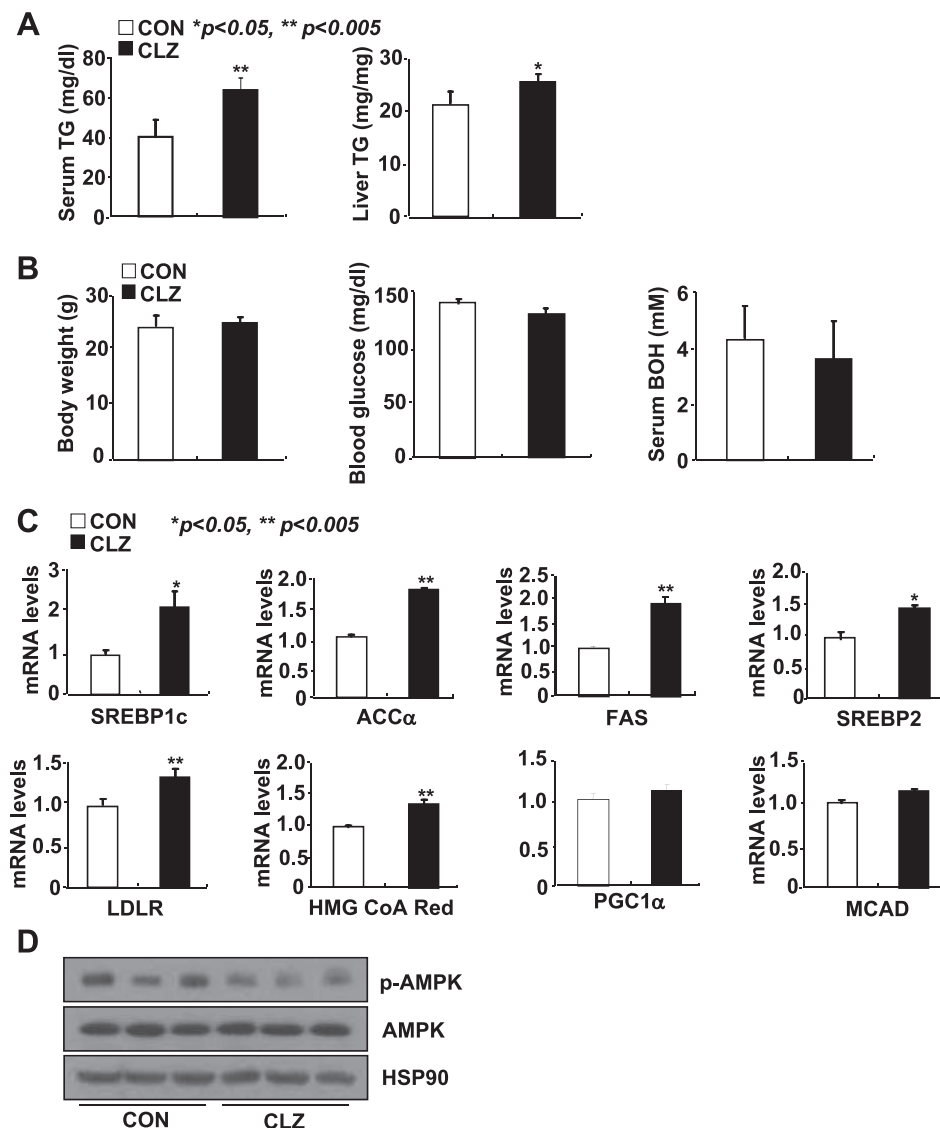 A
CON *p<0.05, ** p<0.005
CLZ
Serum TG (mg/dl)
80
60
40
20
0
**
Liver TG (mg/mg)
30
20
10
0
*
B
CON
CLZ
Body weight (g)
30
20
10
0
Blood glucose (mg/dl)
150
100
50
0
Serum BOH (mM)
6
4
2
0
C
CON *p<0.05, ** p<0.005
CLZ
mRNA levels
3
2
1
0
*
SREBP1c
mRNA levels
2.0
1.5
1.0
0.5
0
**
ACCα
mRNA levels
2.5
2.0
1.5
1.0
0.5
0
**
FAS
mRNA levels
2.0
1.5
1.0
0.5
0
*
SREBP2
mRNA levels
1.5
1.0
0.5
0
**
LDLR
mRNA levels
2.0
1.5
1.0
0.5
0
**
HMG CoA Red
mRNA levels
1.5
1.0
0.5
0
PGC1α
mRNA levels
1.5
1.0
0.5
0
MCAD
D
p-AMPK
AMPK
HSP90
CON CLZ